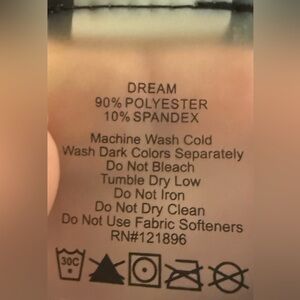 DREAM
90% POLYESTER
10% SPANDEX
Machine Wash Cold
Wash Dark Colors Separately
Do Not Bleach
Tumble Dry Low
Do Not Iron
Do Not Dry Clean
Do Not Use Fabric Softeners
RN#121896
30C